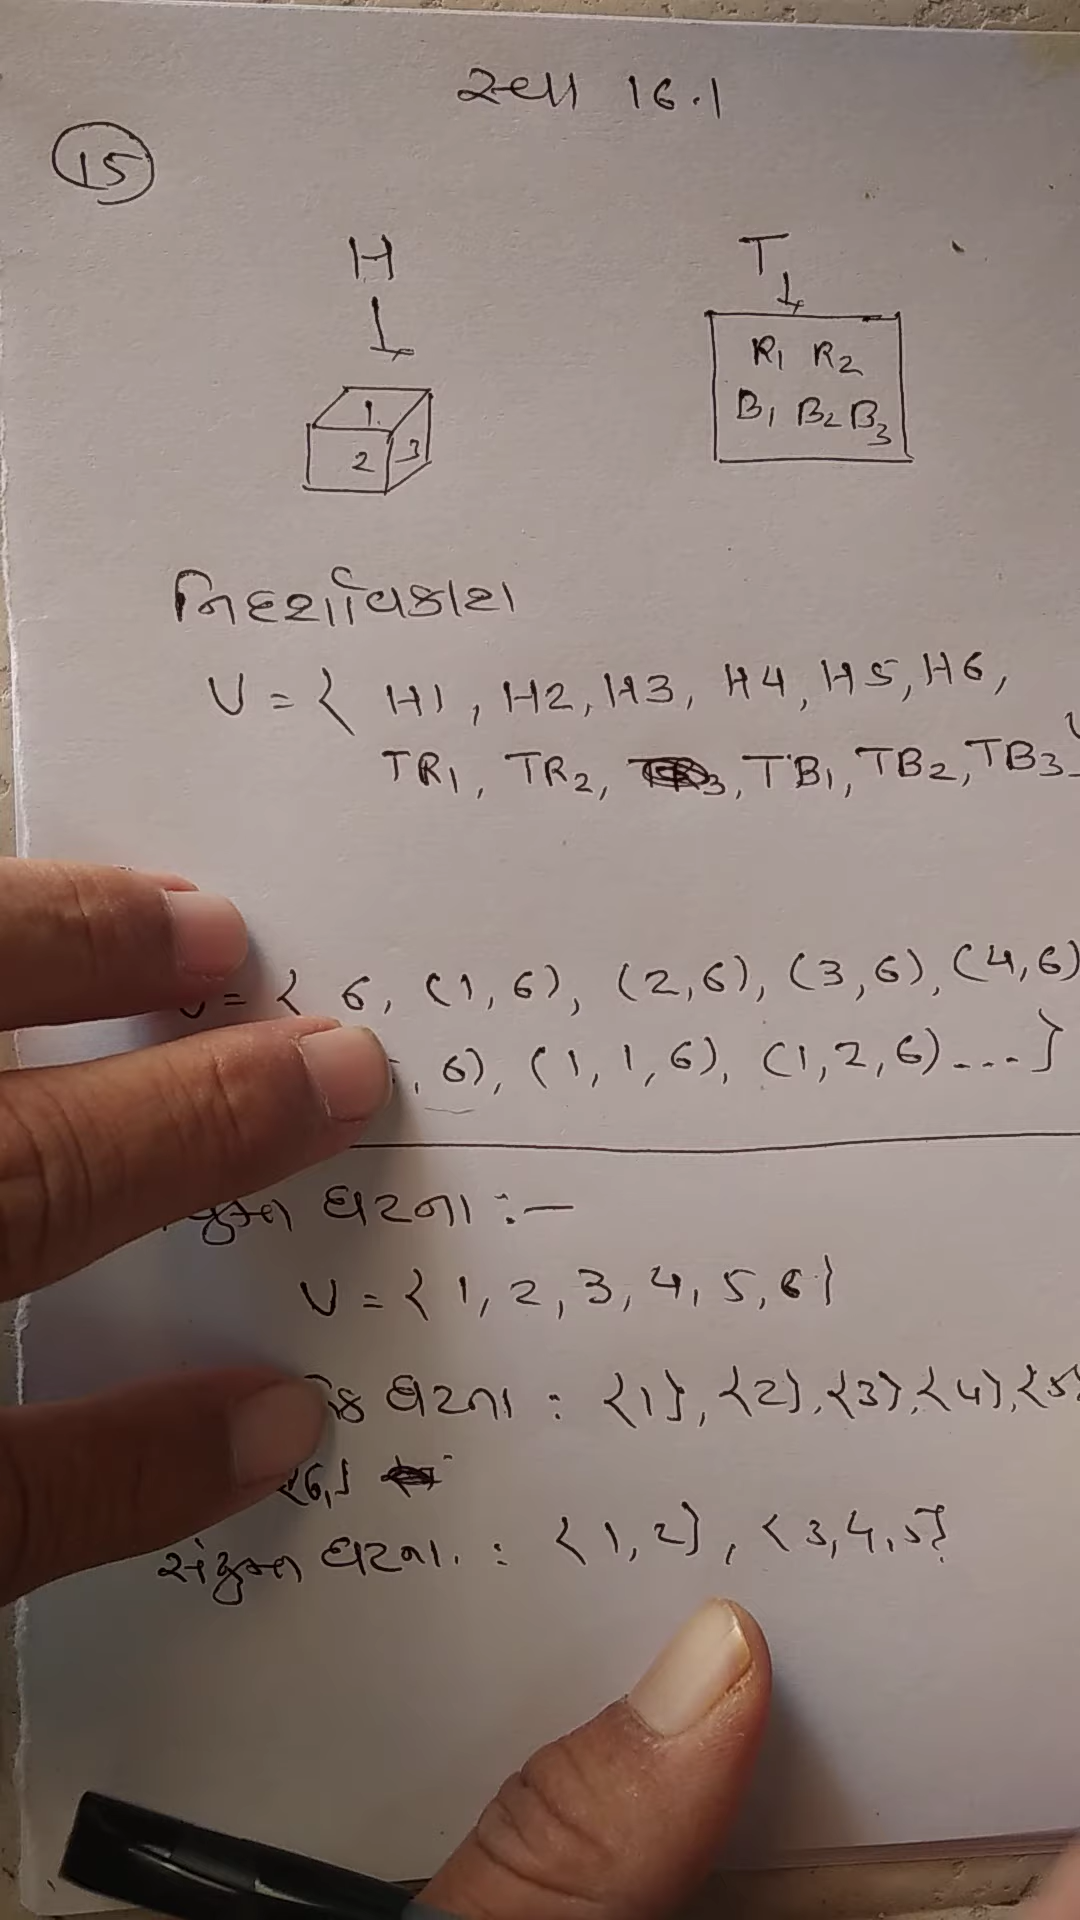 સ્વા 16.1
15
H T
1 2 3
R1 R2
B1 B2 B3
નિદર્શાવકાશ
U = { H1, H2, H3, H4, H5, H6,
TR1, TR2, TB1, TB2, TB3
U = { 6, (1,6), (2,6), (3,6), (4,6)
, 6), (1,1,6), (1,2,6) ---- }
ઘટના :-
U = { 1, 2, 3, 4, 5, 6 }
ઘટના : {1}, {2}, {3}, {4}, {5}
{6}
સંયુક્ત ઘટના. : {1,2}, {3,4,5}